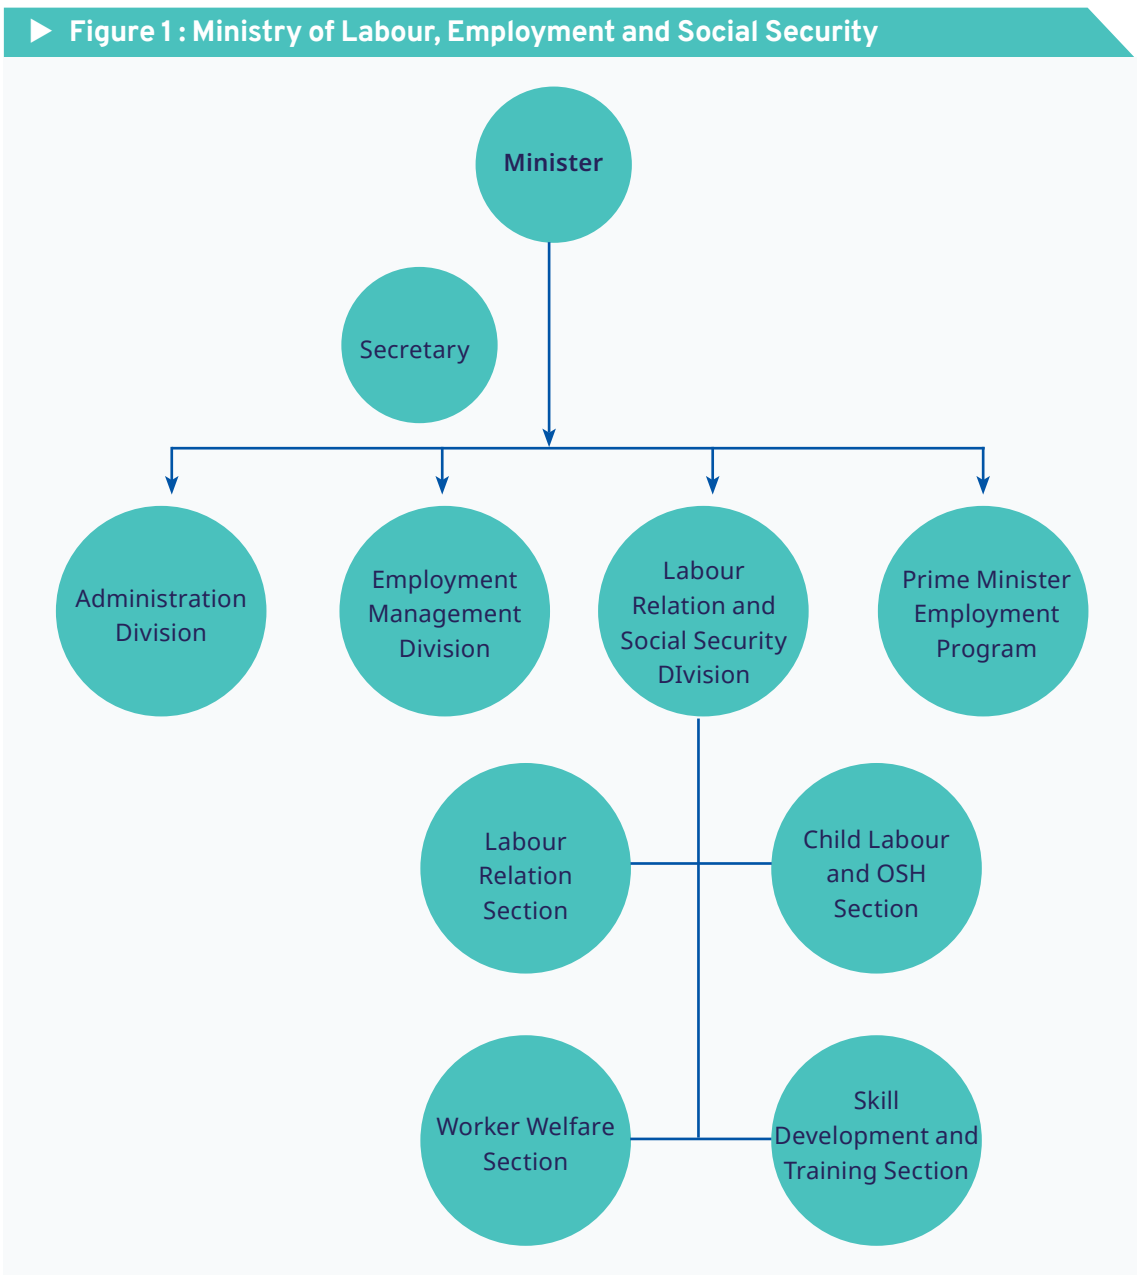 Figure 1 : Ministry of Labour, Employment and Social Security
Minister
Secretary
Administration
Division
Employment
Management
Division
Labour
Relation and
Social Security
DIvision
Prime Minister
Employment
Program
Labour
Relation
Section
Child Labour
and OSH
Section
Worker Welfare
Section
Skill
Development and
Training Section